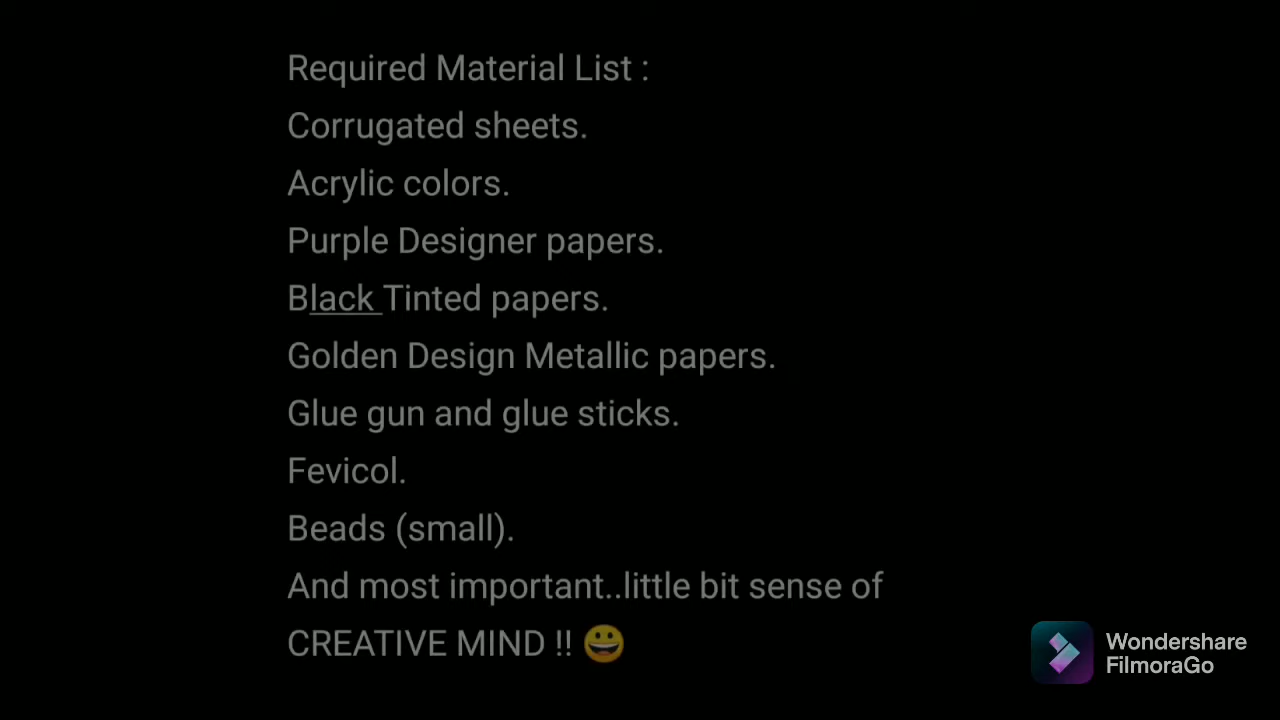 Required Material List :
Corrugated sheets.
Acrylic colors.
Purple Designer papers.
Black Tinted papers.
Golden Design Metallic papers.
Glue gun and glue sticks.
Fevicol.
Beads (small).
And most important..little bit sense of
CREATIVE MIND !! 😀
Wondershare
FilmoraGo